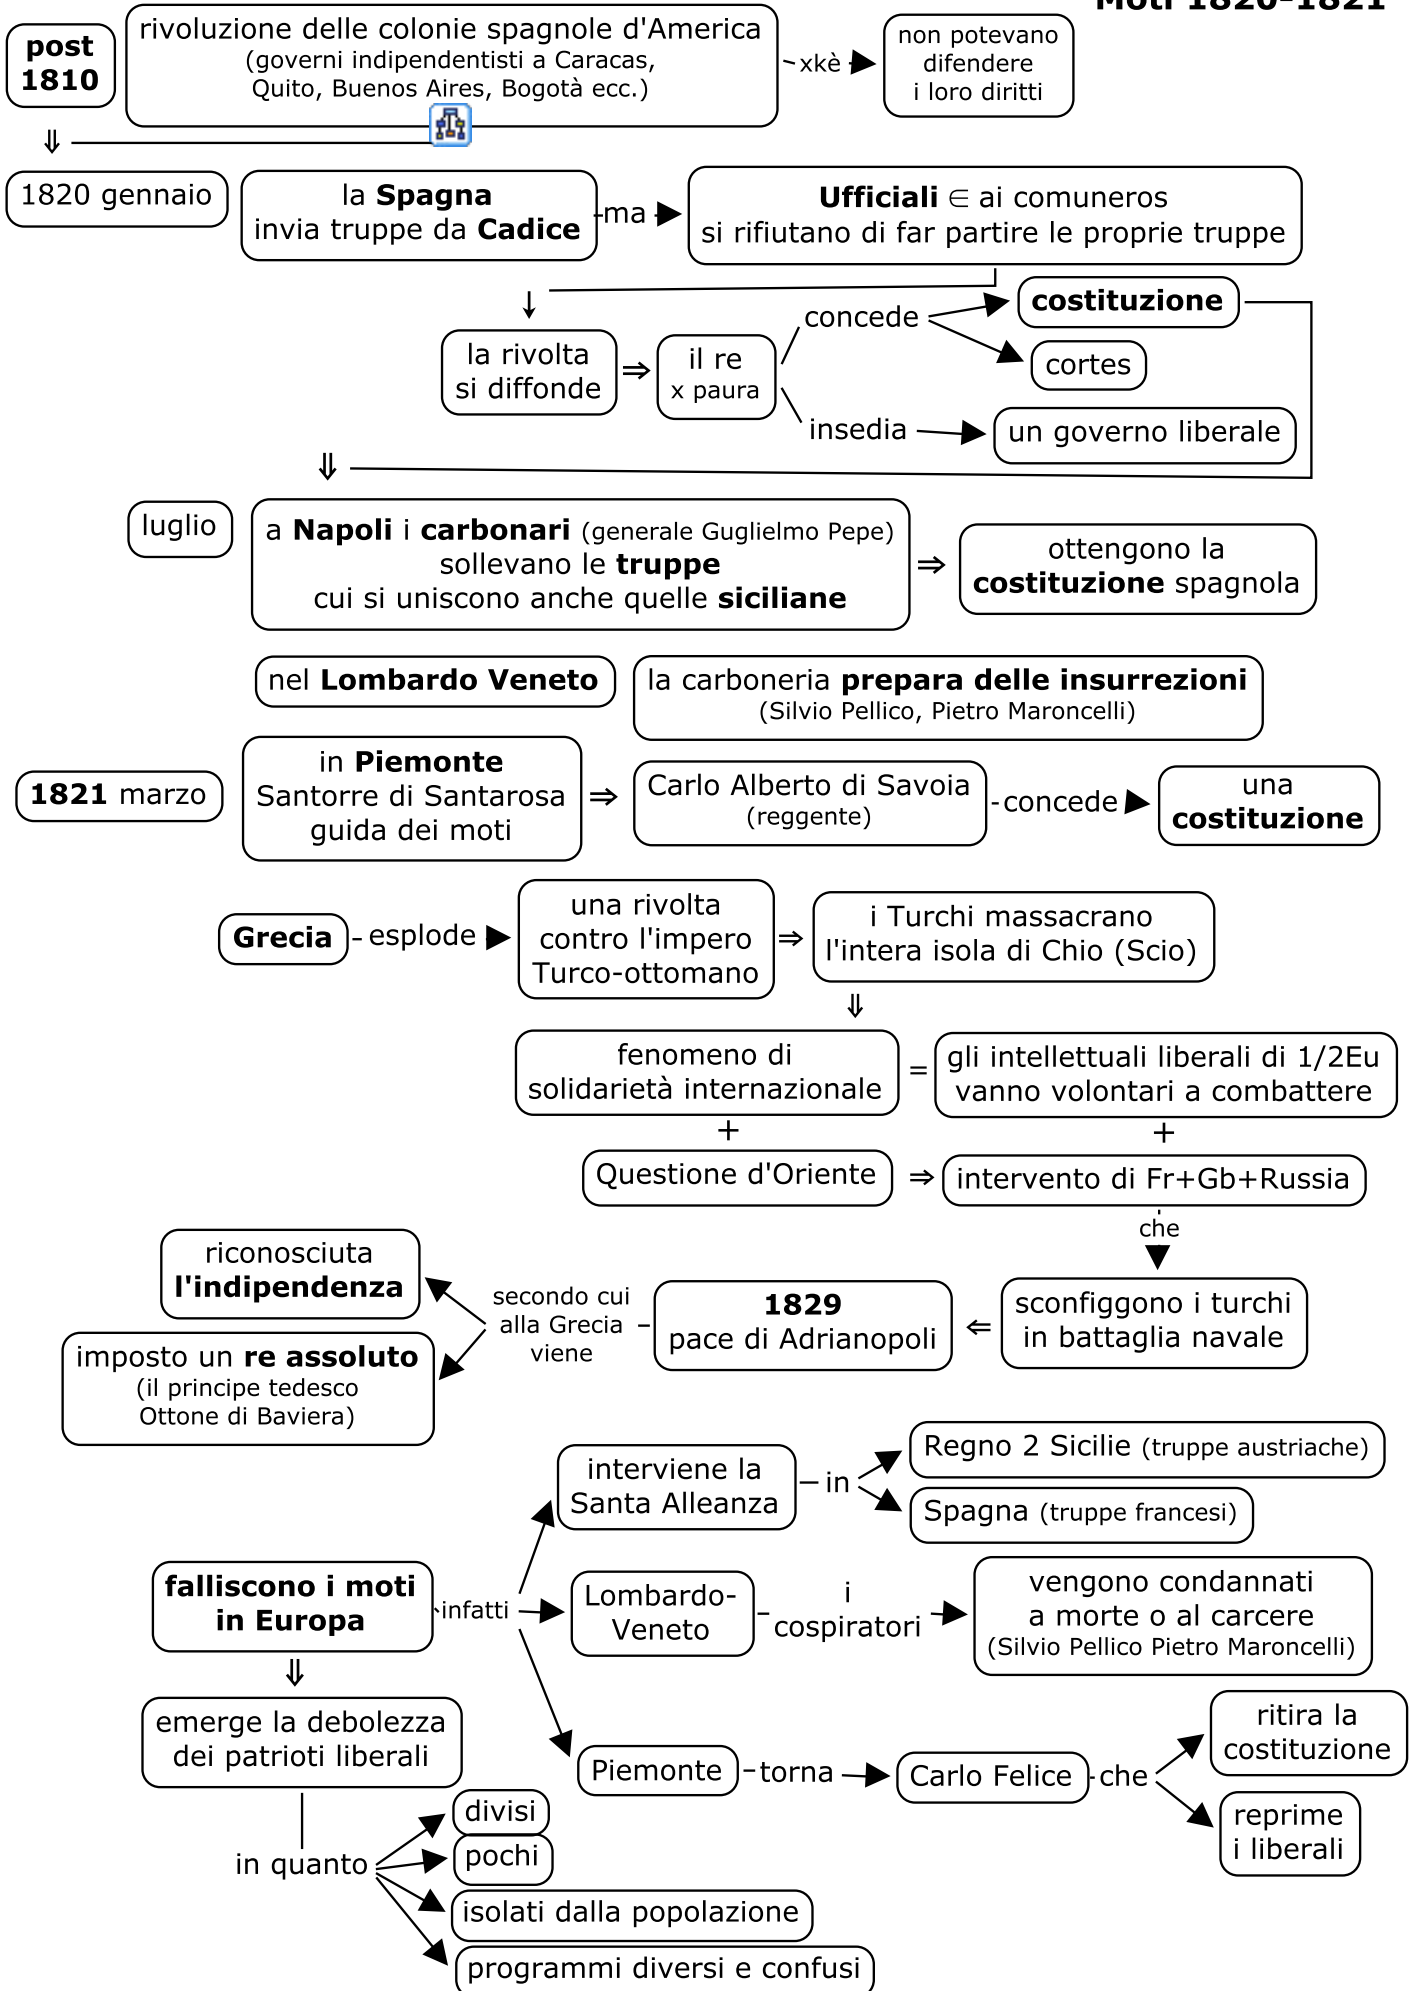 Moti 1820-1821
post
1810
rivoluzione delle colonie spagnole d'America
(governi indipendentisti a Caracas,
Quito, Buenos Aires, Bogotà ecc.)
xkè
non potevano
difendere
i loro diritti
⇓
1820 gennaio
la Spagna
invia truppe da Cadice
ma
Ufficiali ∈ ai comuneros
si rifiutano di far partire le proprie truppe
la rivolta
si diffonde
⇒
il re
x paura
concede
costituzione
cortes
insedia
un governo liberale
⇓
luglio
a Napoli i carbonari (generale Guglielmo Pepe)
sollevano le truppe
cui si uniscono anche quelle siciliane
⇒
ottengono la
costituzione spagnola
nel Lombardo Veneto
la carboneria prepara delle insurrezioni
(Silvio Pellico, Pietro Maroncelli)
1821 marzo
in Piemonte
Santorre di Santarosa
guida dei moti
⇒
Carlo Alberto di Savoia
(reggente)
concede
una
costituzione
Grecia
esplode
una rivolta
contro l'impero
Turco-ottomano
⇒
i Turchi massacrano
l'intera isola di Chio (Scio)
⇓
fenomeno di
solidarietà internazionale
=
gli intellettuali liberali di 1/2Eu
vanno volontari a combattere
+
+
Questione d'Oriente
⇒
intervento di Fr+Gb+Russia
che
sconfiggono i turchi
in battaglia navale
⇐
1829
pace di Adrianopoli
secondo cui
alla Grecia
viene
riconosciuta
l'indipendenza
imposto un re assoluto
(il principe tedesco
Ottone di Baviera)
falliscono i moti
in Europa
infatti
interviene la
Santa Alleanza
in
Regno 2 Sicilie (truppe austriache)
Spagna (truppe francesi)
Lombardo-
Veneto
i
cospiratori
vengono condannati
a morte o al carcere
(Silvio Pellico Pietro Maroncelli)
Piemonte
torna
Carlo Felice
che
ritira la
costituzione
reprime
i liberali
⇓
emerge la debolezza
dei patrioti liberali
in quanto
divisi
pochi
isolati dalla popolazione
programmi diversi e confusi